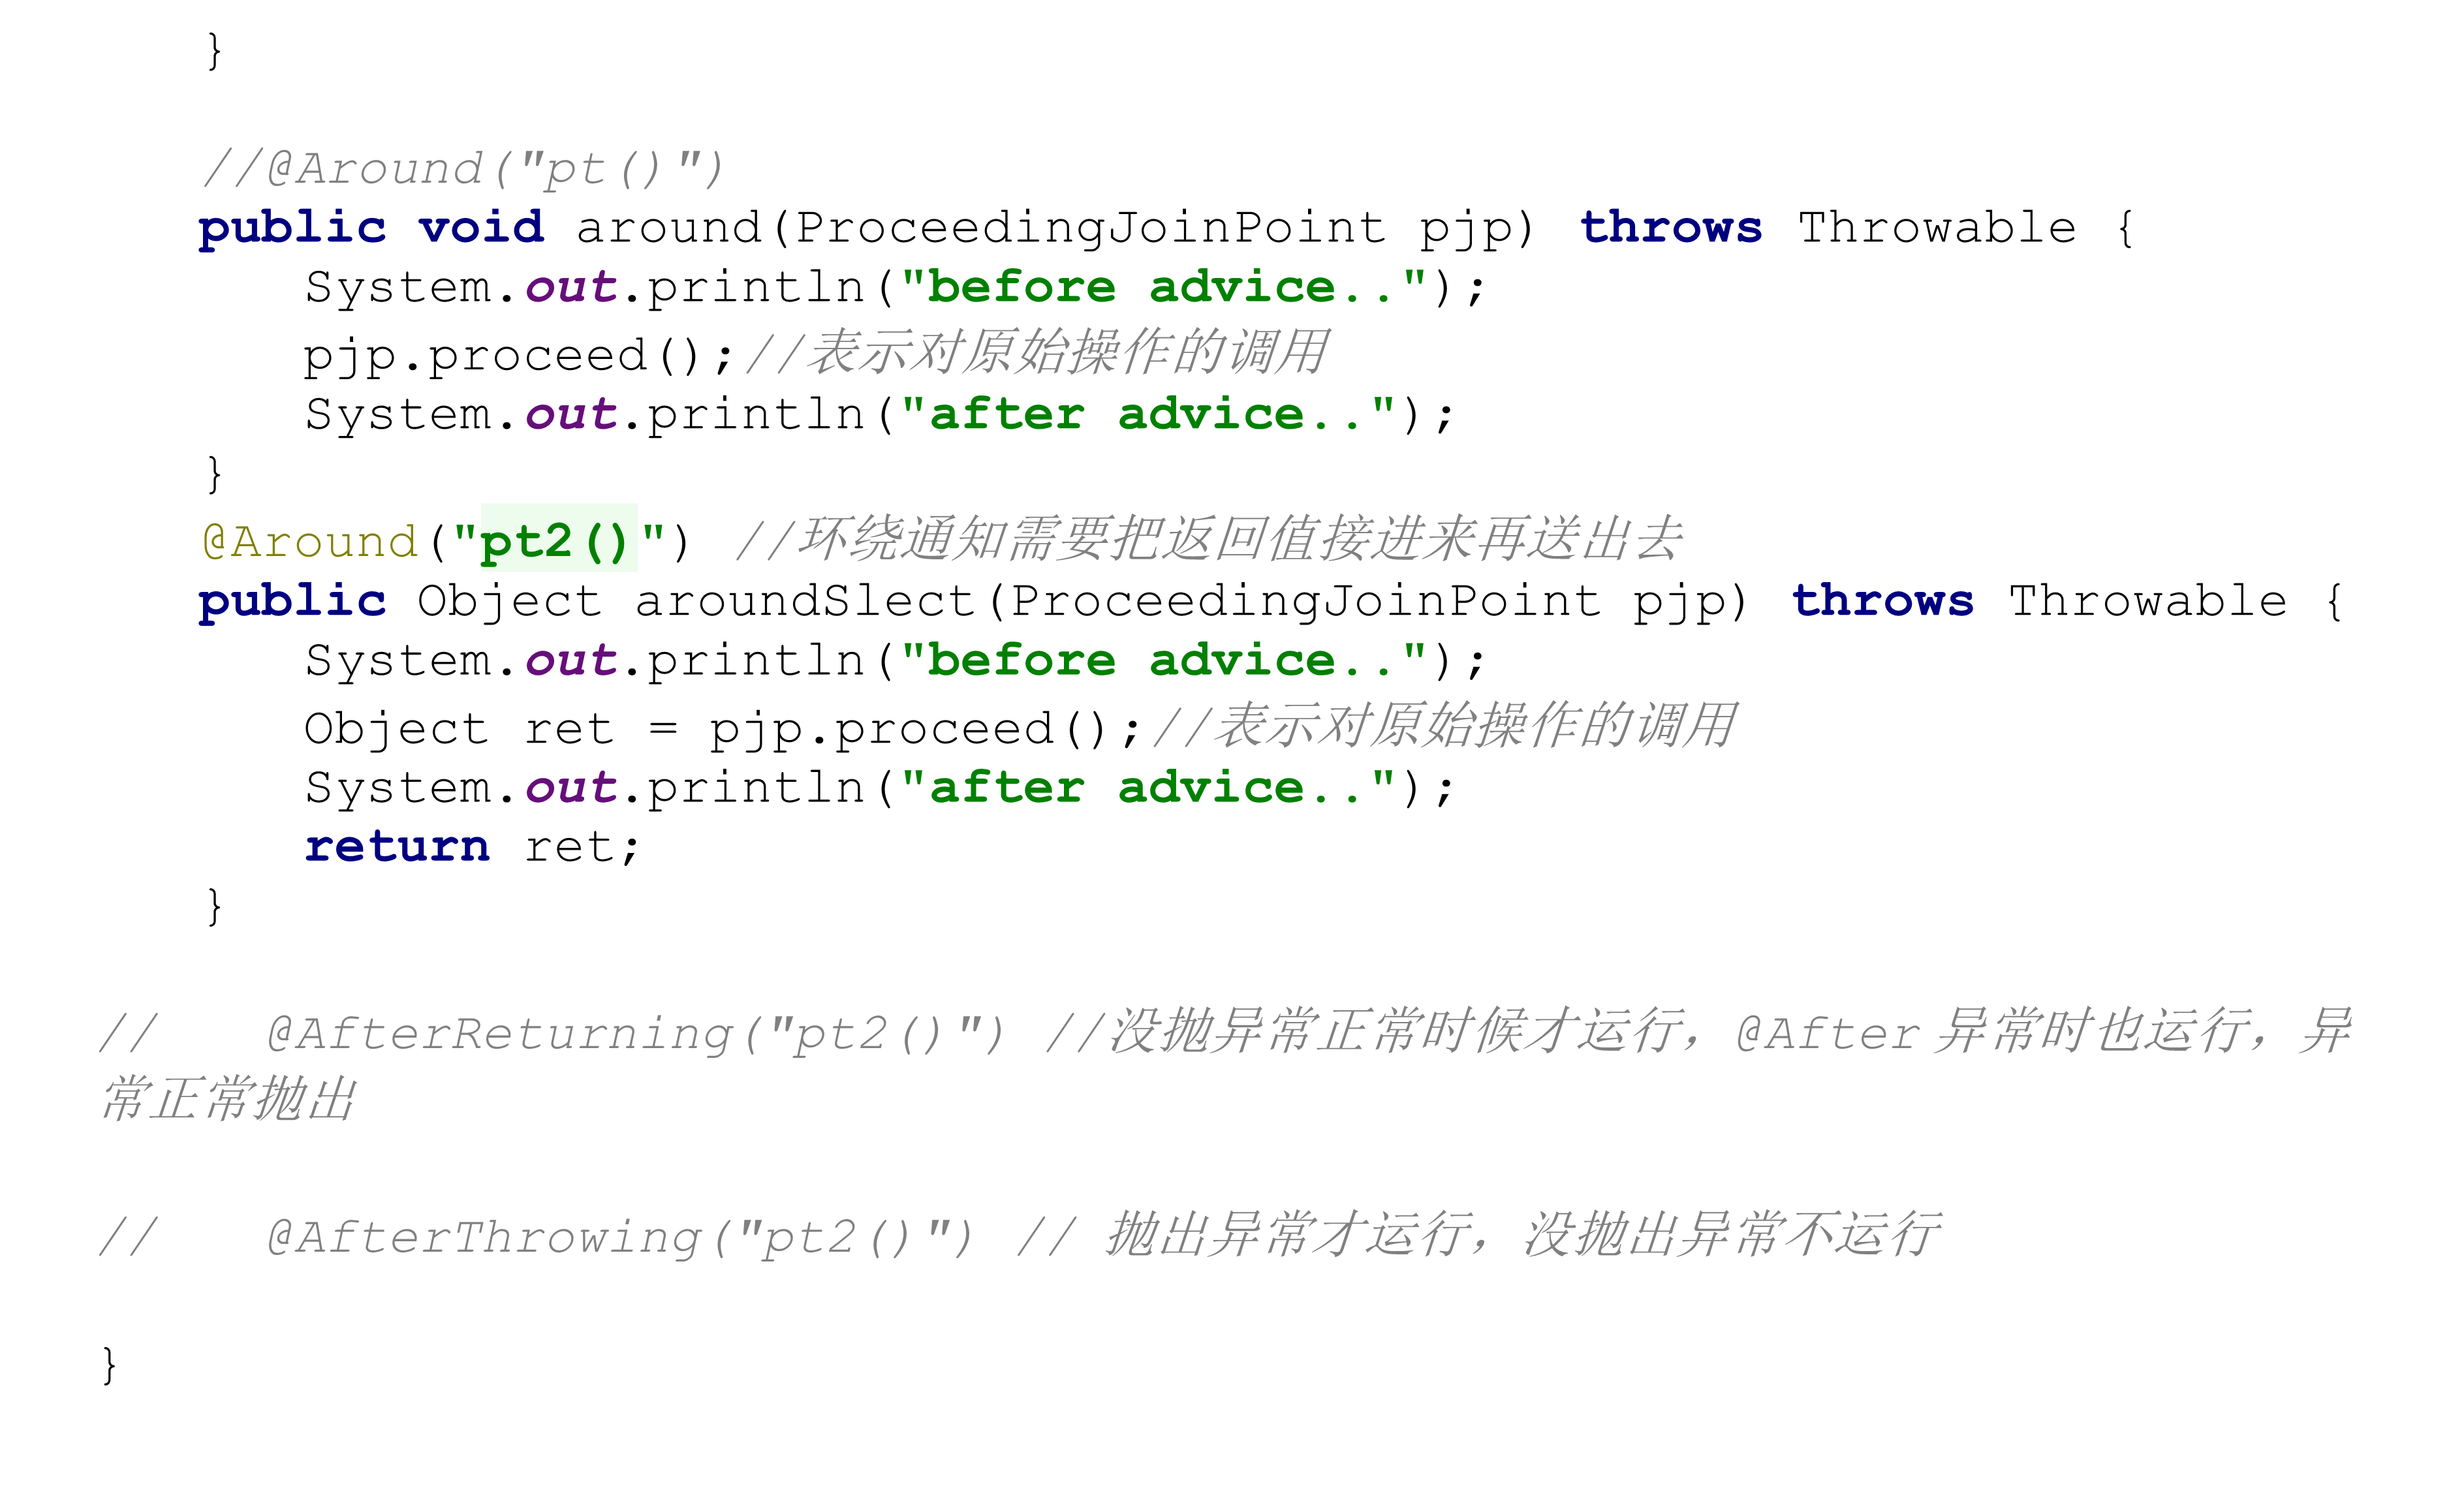 }
//@Around("pt()")
public void around(ProceedingJoinPoint pjp) throws Throwable {
System.out.println("before advice..");
pjp.proceed();//表示对原始操作的调用
System.out.println("after advice..");
}
@Around("pt2()") //环绕通知需要把返回值接进来再送出去
public Object aroundSlect(ProceedingJoinPoint pjp) throws Throwable {
System.out.println("before advice..");
Object ret = pjp.proceed();//表示对原始操作的调用
System.out.println("after advice..");
return ret;
}
// @AfterReturning("pt2()") //没抛异常正常时候才运行，@After 异常时也运行，异
常正常抛出
// @AfterThrowing("pt2()") // 抛出异常才运行，没抛出异常不运行
}